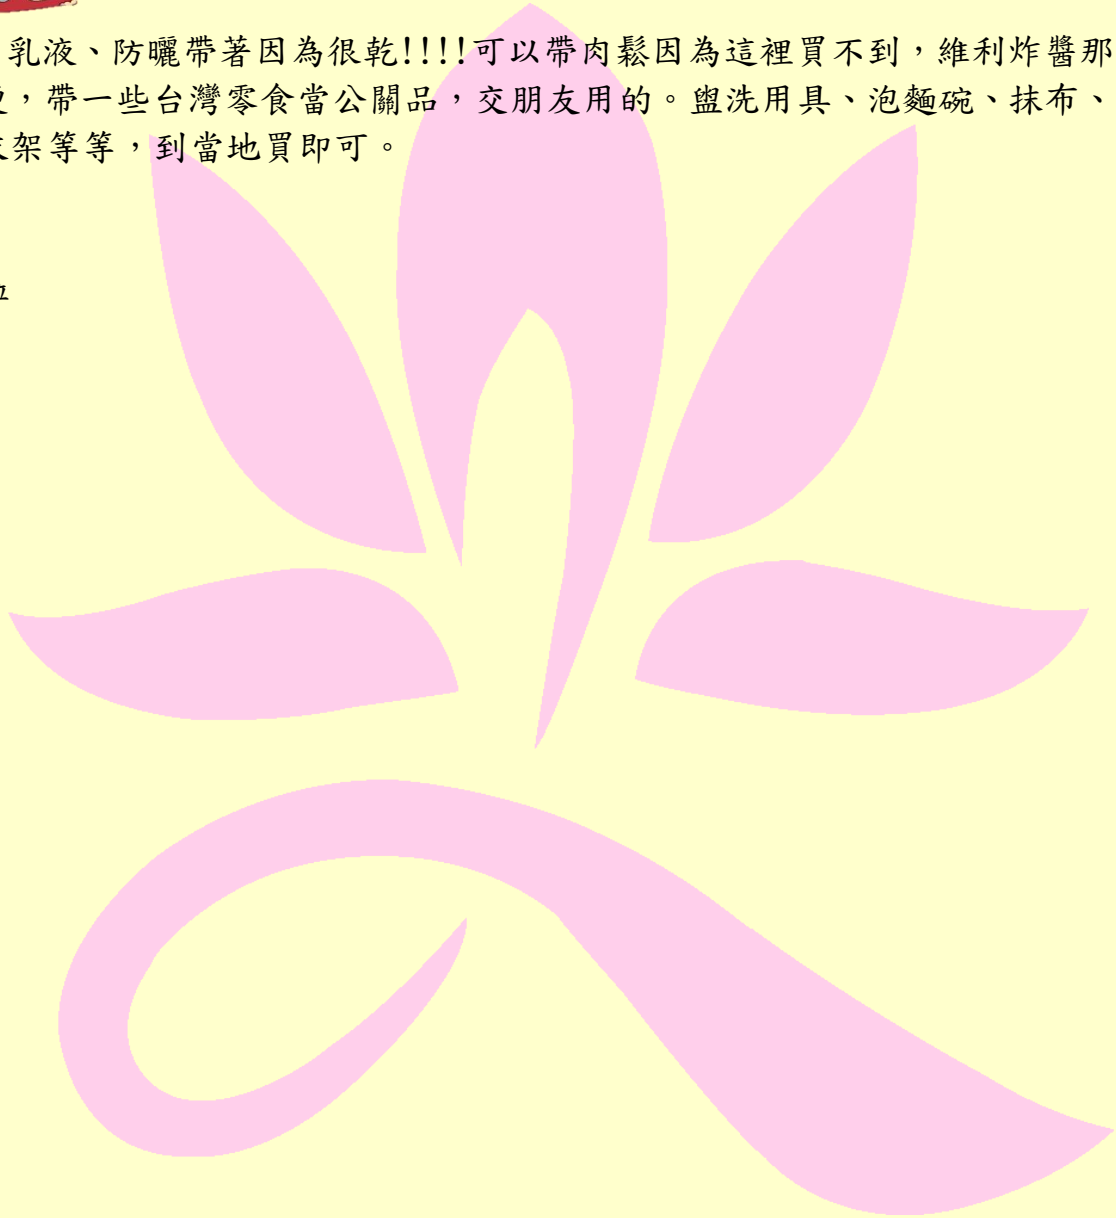 乳液、防曬帶著因為很乾!!!!可以帶肉鬆因為這裡買不到，維利炸醬那
，帶一些台灣零食當公關品，交朋友用的。盥洗用具、泡麵碗、抹布、
架等等，到當地買即可。